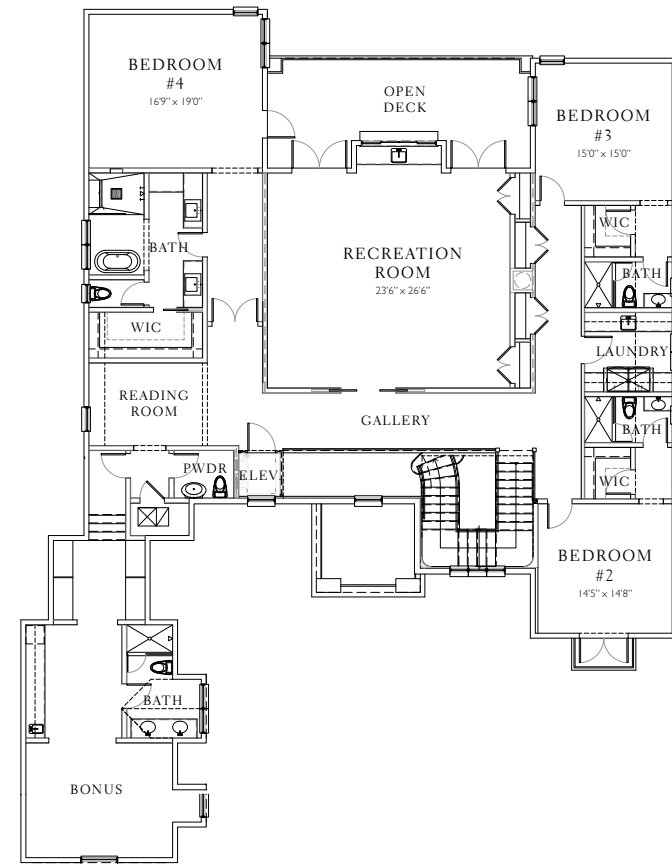 BEDROOM
#4
16'9" x 19'0"
OPEN
DECK
BEDROOM
#3
15'0" x 15'0"
WIC
BATH
BATH
RECREATION
ROOM
23'6" x 26'6"
WIC
LAUNDRY
READING
ROOM
GALLERY
BATH
PWDR
ELEV.
WIC
BEDROOM
#2
14'5" x 14'8"
BATH
BONUS